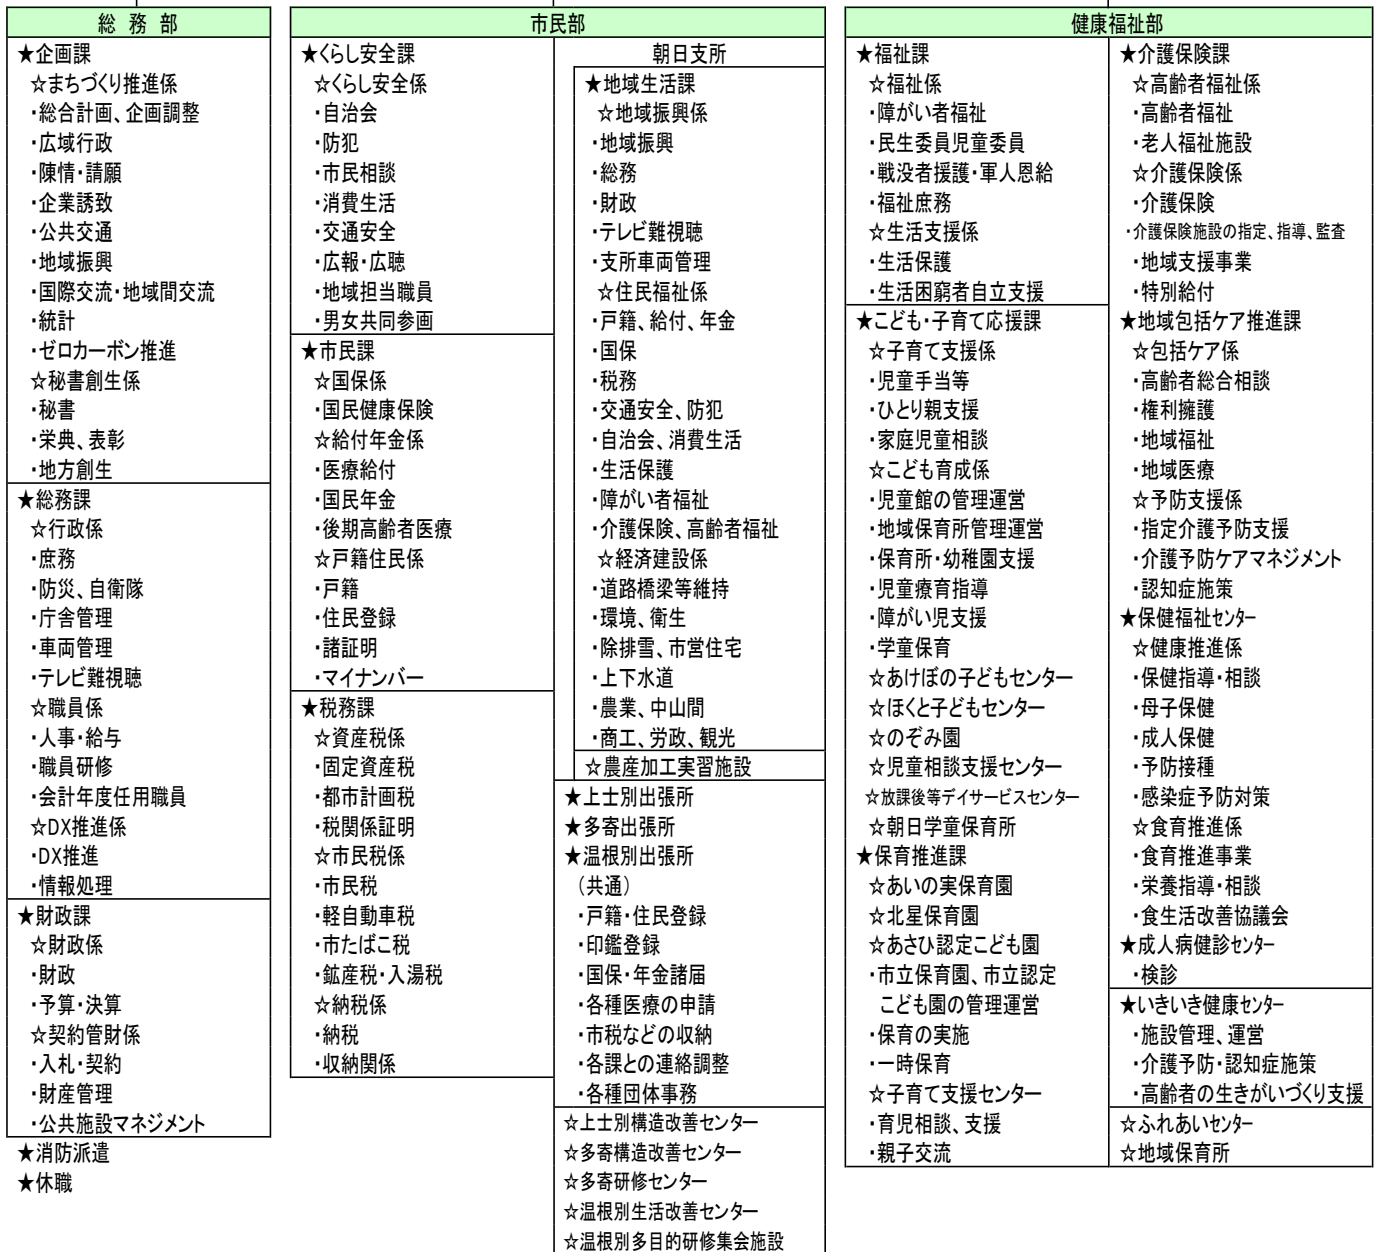 総務部
★企画課
☆まちづくり推進係
・総合計画、企画調整
・広域行政
・陳情・請願
・企業誘致
・公共交通
・地域振興
・国際交流・地域間交流
・統計
・ゼロカーボン推進
☆秘書創生係
・秘書
・栄典、表彰
・地方創生
★総務課
☆行政係
・庶務
・防災、自衛隊
・庁舎管理
・車両管理
・テレビ難視聴
☆職員係
・人事・給与
・職員研修
・会計年度任用職員
☆DX推進係
・DX推進
・情報処理
★財政課
☆財政係
・財政
・予算・決算
☆契約管財係
・入札・契約
・財産管理
・公共施設マネジメント
★消防派遣
★休職
市民部
★くらし安全課
☆くらし安全係
・自治会
・防犯
・市民相談
・消費生活
・交通安全
・広報・広聴
・地域担当職員
・男女共同参画
★市民課
☆国保係
・国民健康保険
☆給付年金係
・医療給付
・国民年金
・後期高齢者医療
☆戸籍住民係
・戸籍
・住民登録
・諸証明
・マイナンバー
★税務課
☆資産税係
・固定資産税
・都市計画税
・税関係証明
☆市民税係
・市民税
・軽自動車税
・市たばこ税
・鉱産税・入湯税
☆納税係
・納税
・収納関係
朝日支所
★地域生活課
☆地域振興係
・地域振興
・総務
・財政
・テレビ難視聴
・支所車両管理
☆住民福祉係
・戸籍、給付、年金
・国保
・税務
・交通安全、防犯
・自治会、消費生活
・生活保護
・障がい者福祉
・介護保険、高齢者福祉
☆経済建設係
・道路橋梁等維持
・環境、衛生
・除排雪、市営住宅
・上下水道
・農業、中山間
・商工、労政、観光
☆農産加工実習施設
★上士別出張所
★多寄出張所
★温根別出張所
（共通）
・戸籍・住民登録
・印鑑登録
・国保・年金諸届
・各種医療の申請
・市税などの収納
・各課との連絡調整
・各種団体事務
☆上士別構造改善センター
☆多寄構造改善センター
☆多寄研修センター
☆温根別生活改善センター
☆温根別多目的研修集会施設
健康福祉部
★福祉課
☆福祉係
・障がい者福祉
・民生委員児童委員
・戦没者援護・軍人恩給
・福祉庶務
☆生活支援係
・生活保護
・生活困窮者自立支援
★こども・子育て応援課
☆子育て支援係
・児童手当等
・ひとり親支援
・家庭児童相談
☆こども育成係
・児童館の管理運営
・地域保育所管理運営
・保育所・幼稚園支援
・児童療育指導
・障がい児支援
・学童保育
☆あけぼの子どもセンター
☆ほくと子どもセンター
☆のぞみ園
☆児童相談支援センター
☆放課後等デイサービスセンター
☆朝日学童保育所
★保育推進課
☆あいの実保育園
☆北星保育園
☆あさひ認定こども園
・市立保育園、市立認定
こども園の管理運営
・保育の実施
・一時保育
☆子育て支援センター
・育児相談、支援
・親子交流
★介護保険課
☆高齢者福祉係
・高齢者福祉
・老人福祉施設
☆介護保険係
・介護保険
・介護保険施設の指定、指導、監査
・地域支援事業
・特別給付
★地域包括ケア推進課
☆包括ケア係
・高齢者総合相談
・権利擁護
・地域福祉
・地域医療
☆予防支援係
・指定介護予防支援
・介護予防ケアマネジメント
・認知症施策
★保健福祉センター
☆健康推進係
・保健指導・相談
・母子保健
・成人保健
・予防接種
・感染症予防対策
☆食育推進係
・食育推進事業
・栄養指導・相談
・食生活改善協議会
★成人病健診センター
・検診
★いきいき健康センター
・施設管理、運営
・介護予防・認知症施策
・高齢者の生きがいづくり支援
☆ふれあいセンター
☆地域保育所